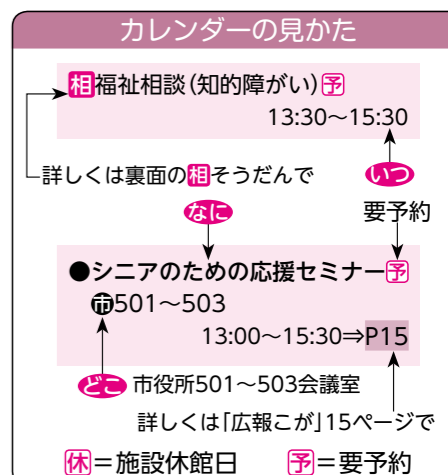 カレンダーの見かた
相福祉相談(知的障がい)予
13:30〜15:30
詳しくは裏面の相そうだんで
いつ
なに
要予約
●シニアのための応援セミナー予
市501〜503
13:00〜15:30⇒P15
どこ 市役所501〜503会議室
詳しくは「広報こが」15ページで
休=施設休館日 予=要予約